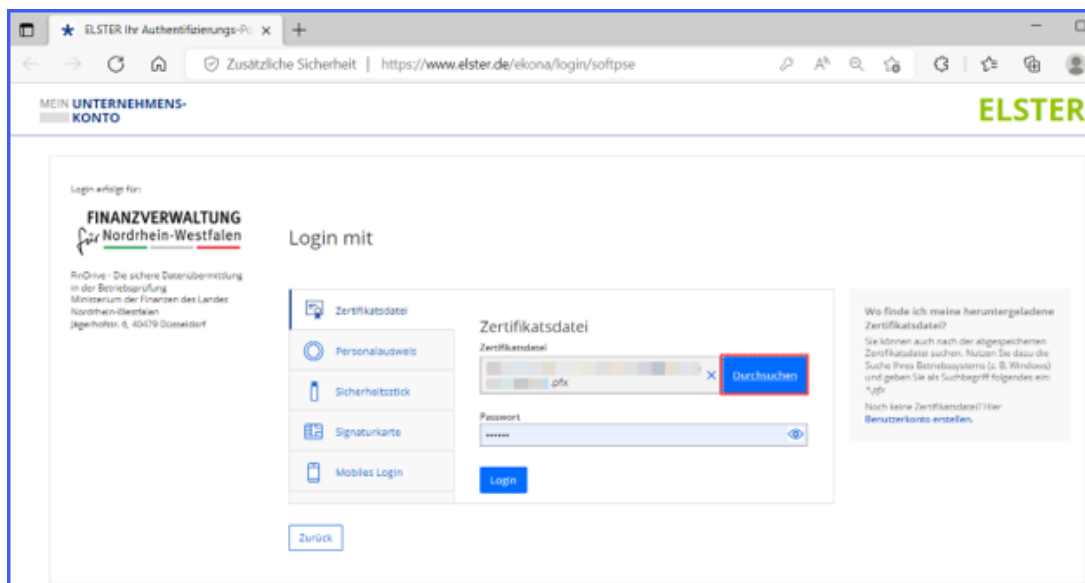 ELSTER Ihr Authentifizierungs-Po
Zusätzliche Sicherheit | https://www.elster.de/ekona/login/softpse
MEIN UNTERNEHMENS-
KONTO
ELSTER
Login erfolgt für:
FINANZVERWALTUNG
für Nordrhein-Westfalen
FinDrive - Die sichere Datenübermittlung
in der Betriebsprüfung
Ministerium der Finanzen des Landes
Nordrhein-Westfalen
Jägerhofstr. 6, 40479 Düsseldorf
Login mit
Zertifikatsdatei
Personalausweis
Sicherheitsstick
Signaturkarte
Mobiles Login
Zertifikatsdatei
Zertifikatsdatei
.pfx
Durchsuchen
Passwort
Login
Zurück
Wo finde ich meine heruntergeladene
Zertifikatsdatei?
Sie können auch nach der abgespeicherten
Zertifikatsdatei suchen. Nutzen Sie dazu die
Suche Ihres Betriebssystems (z. B. Windows)
und geben Sie als Suchbegriff folgendes ein:
*.pfx
Noch keine Zertifikatsdatei? Hier
Benutzerkonto erstellen.